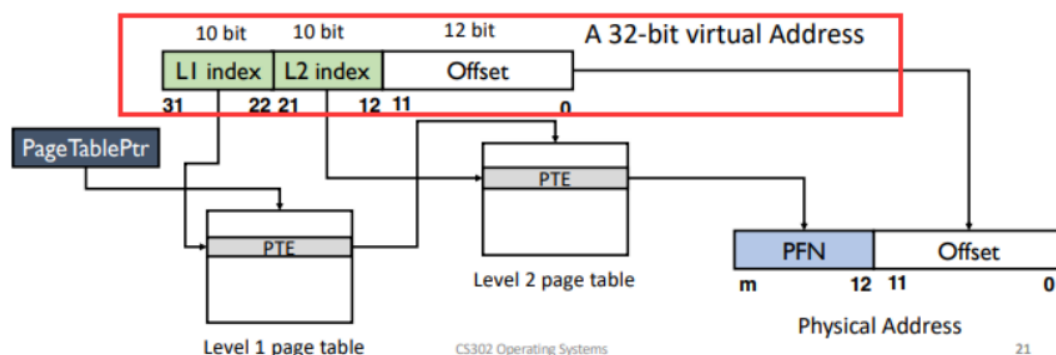 10 bit 10 bit 12 bit A 32-bit virtual Address
L1 index L2 index Offset
31 22 21 12 11 0
PageTablePtr
PTE
PTE
Level 2 page table
PFN Offset
m 12 11 0
Physical Address
Level 1 page table
CS302 Operating Systems
21